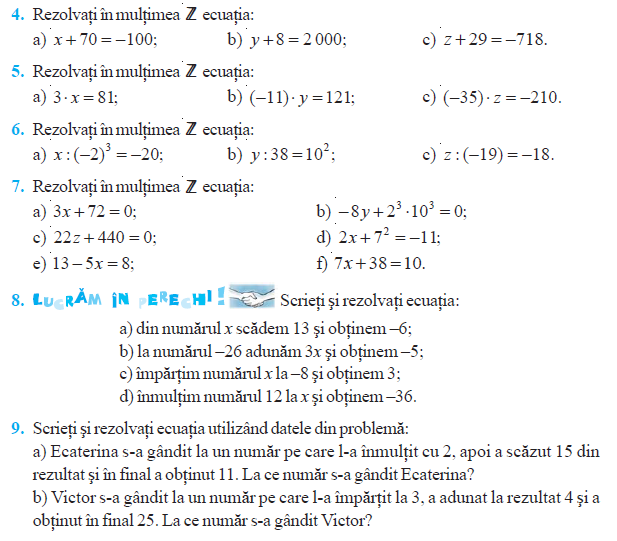 4. Rezolvați în mulțimea ℤ ecuația:
a) x + 70 = –100; b) y + 8 = 2 000; c) z + 29 = –718.
5. Rezolvați în mulțimea ℤ ecuația:
a) 3 · x = 81; b) (–11) · y = 121; c) (–35) · z = –210.
6. Rezolvați în mulțimea ℤ ecuația:
a) x : (–2)³ = –20; b) y : 38 = 10²; c) z : (–19) = –18.
7. Rezolvați în mulțimea ℤ ecuația:
a) 3x + 72 = 0; b) –8y + 2³ · 10³ = 0;
c) 22z + 440 = 0; d) 2x + 7² = –11;
e) 13 – 5x = 8; f) 7x + 38 = 10.
8. LUCRĂM ÎN PERECHI! Scrieți și rezolvați ecuația:
a) din numărul x scădem 13 și obținem –6;
b) la numărul –26 adunăm 3x și obținem –5;
c) împărțim numărul x la –8 și obținem 3;
d) înmulțim numărul 12 la x și obținem –36.
9. Scrieți și rezolvați ecuația utilizând datele din problemă:
a) Ecaterina s-a gândit la un număr pe care l-a înmulțit cu 2, apoi a scăzut 15 din
rezultat și în final a obținut 11. La ce număr s-a gândit Ecaterina?
b) Victor s-a gândit la un număr pe care l-a împărțit la 3, a adunat la rezultat 4 și a
obținut în final 25. La ce număr s-a gândit Victor?